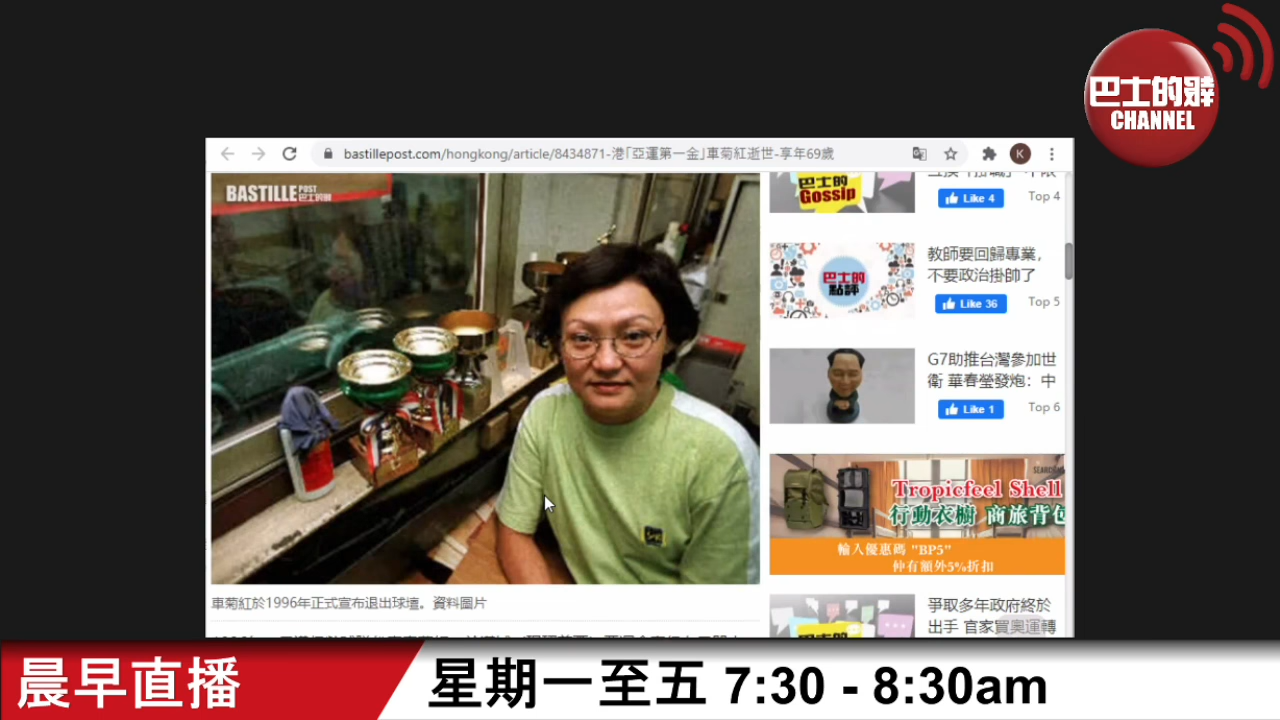 巴士的報
CHANNEL
bastillepost.com/hongkong/article/8434871-港「亞運第一金」車菊紅逝世-享年69歲
K
BASTILLE POST
巴士的報
巴士的
Gossip
Like 4
Top 4
巴士的
點評
教師要回歸專業，
不要政治掛帥了
Like 36
Top 5
G7助推台灣參加世
衛 華春瑩發炮：中
Like 1
Top 6
Tropicfeel Shell
行動衣櫥 商旅背包
輸入優惠碼 "BP5"
仲有額外5%折扣
車菊紅於1996年正式宣布退出球壇。資料圖片
爭取多年政府終於
出手 官家買奧運轉
晨早直播
星期一至五 7:30 - 8:30am